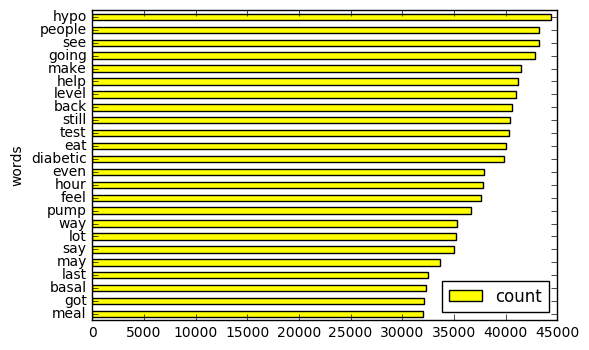 hypo
people
see
going
make
help
level
back
still
test
eat
diabetic
even
hour
feel
pump
way
lot
say
may
last
basal
got
meal
words
count
0 5000 10000 15000 20000 25000 30000 35000 40000 45000